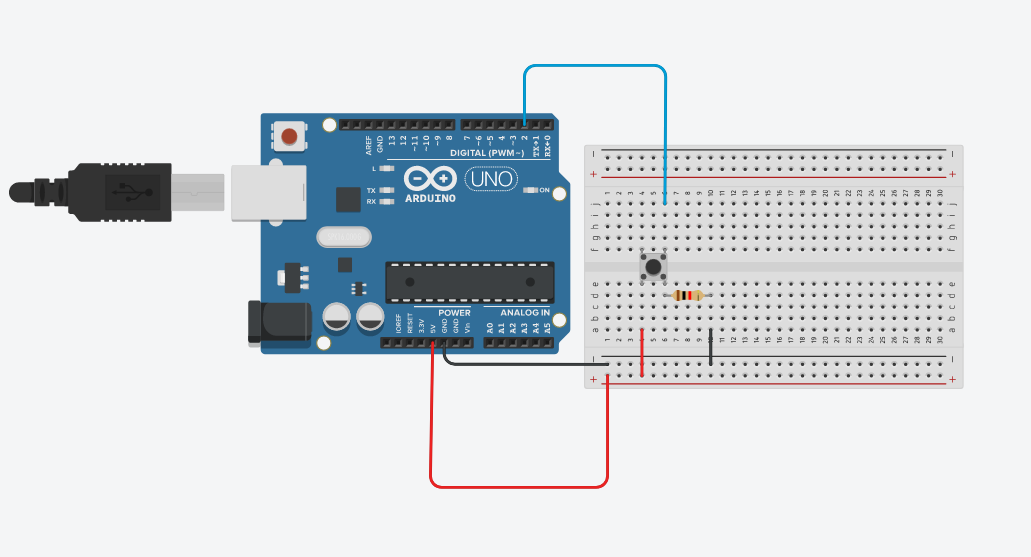 AREF
GND
13
12
~11
~10
~9
8
7
~6
~5
4
~3
2
TX→1
RX←0
DIGITAL (PWM~)
L
TX
RX
ARDUINO
UNO
ON
POWER
ANALOG IN
IOREF
RESET
3.3V
5V
GND
GND
Vin
A0
A1
A2
A3
A4
A5
− −
+ +
1 2 3 4 5 6 7 8 9 10 11 12 13 14 15 16 17 18 19 20 21 22 23 24 25 26 27 28 29 30
j j
i i
h h
g g
f f
e e
d d
c c
b b
a a
1 2 3 4 5 6 7 8 9 10 11 12 13 14 15 16 17 18 19 20 21 22 23 24 25 26 27 28 29 30
− −
+ +